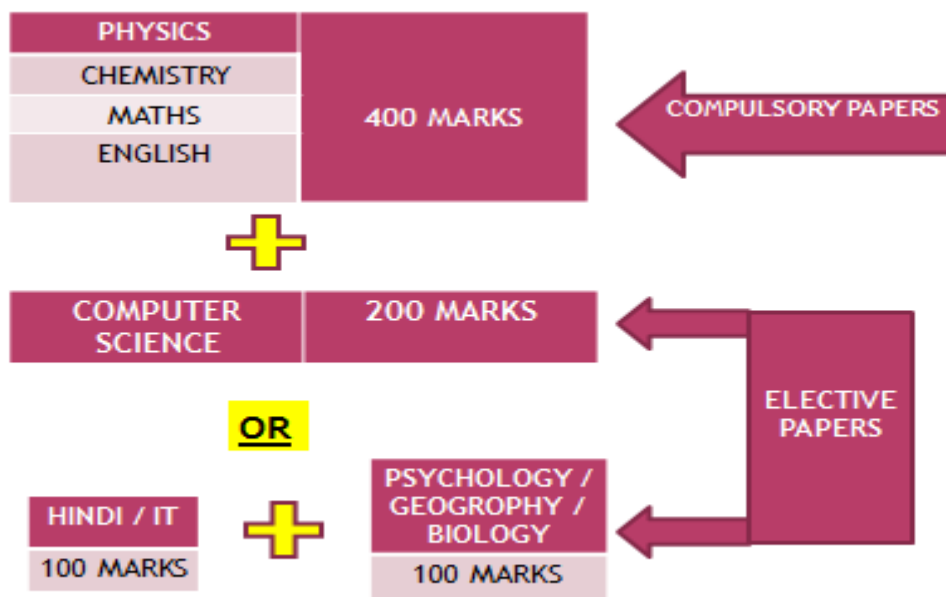 PHYSICS
CHEMISTRY
MATHS
ENGLISH
400 MARKS
COMPULSORY PAPERS
COMPUTER
SCIENCE
200 MARKS
OR
ELECTIVE
PAPERS
HINDI / IT
100 MARKS
PSYCHOLOGY /
GEOGRAPHY /
BIOLOGY
100 MARKS